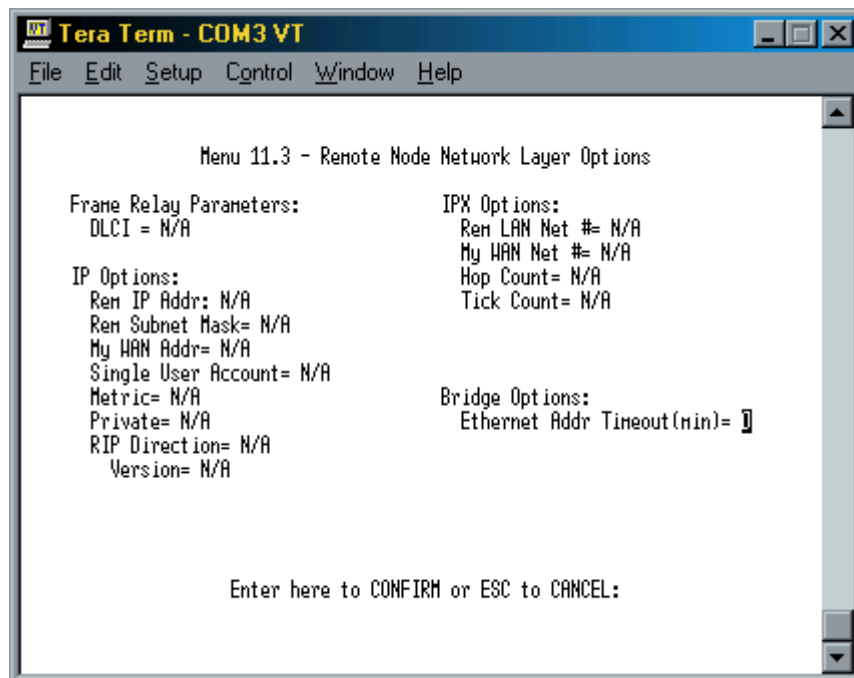 Tera Term - COM3 VT
File Edit Setup Control Window Help
Menu 11.3 - Remote Node Network Layer Options
Frame Relay Parameters:
DLCI = N/A
IP Options:
Rem IP Addr: N/A
Rem Subnet Mask= N/A
My WAN Addr= N/A
Single User Account= N/A
Metric= N/A
Private= N/A
RIP Direction= N/A
Version= N/A
IPX Options:
Rem LAN Net #= N/A
My WAN Net #= N/A
Hop Count= N/A
Tick Count= N/A
Bridge Options:
Ethernet Addr Timeout(min)=
Enter here to CONFIRM or ESC to CANCEL: